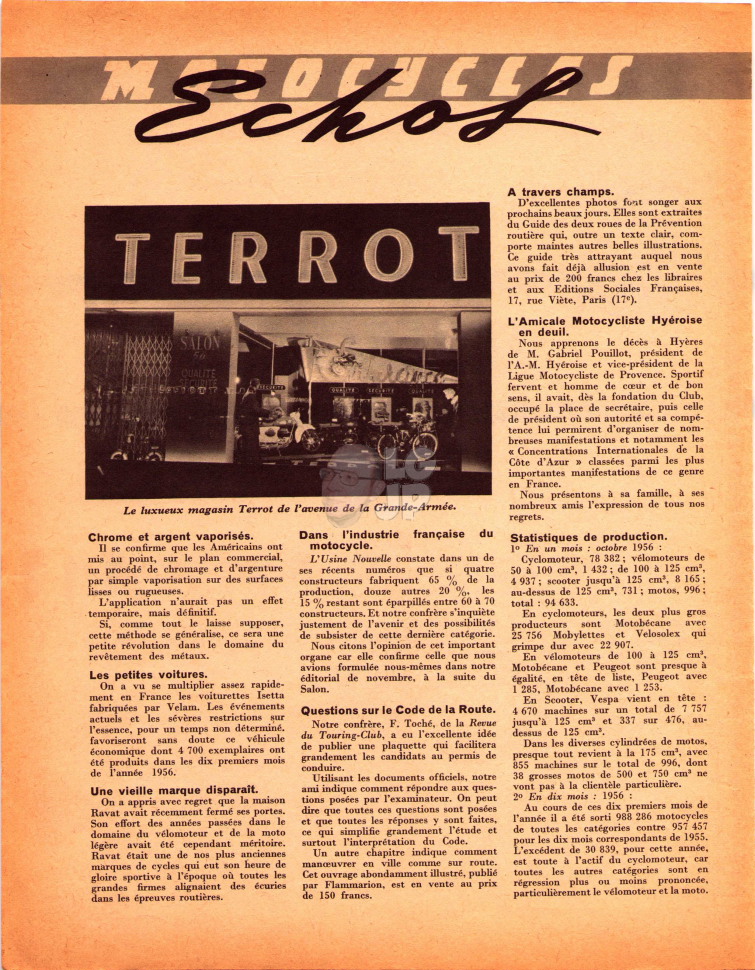 MOTOCYCLES
Echos
TERROT
SALON
QUALITÉ
SÉCURITÉ
QUALITÉ
SÉCURITÉ
QUALITÉ
Le luxueux magasin Terrot de l'avenue de la Grande-Armée.
Chrome et argent vaporisés.
Il se confirme que les Américains ont
mis au point, sur le plan commercial,
un procédé de chromage et d'argenture
par simple vaporisation sur des surfaces
lisses ou rugueuses.
L'application n'aurait pas un effet
temporaire, mais définitif.
Si, comme tout le laisse supposer,
cette méthode se généralise, ce sera une
petite révolution dans le domaine du
revêtement des métaux.
Les petites voitures.
On a vu se multiplier assez rapide-
ment en France les voiturettes Isetta
fabriquées par Velam. Les événements
actuels et les sévères restrictions sur
l'essence, pour un temps non déterminé,
favoriseront sans doute ce véhicule
économique dont 4 700 exemplaires ont
été produits dans les dix premiers mois
de l'année 1956.
Une vieille marque disparaît.
On a appris avec regret que la maison
Ravat avait récemment fermé ses portes.
Son effort des années passées dans le
domaine du vélomoteur et de la moto
légère avait été cependant méritoire.
Ravat était une de nos plus anciennes
marques de cycles qui eut son heure de
gloire sportive à l'époque où toutes les
grandes firmes alignaient des écuries
dans les épreuves routières.
Dans l'industrie française du
motocycle.
L'Usine Nouvelle constate dans un de
ses récents numéros que si quatre
constructeurs fabriquent 65 % de la
production, douze autres 20 %, les
15 % restant sont éparpillés entre 60 à 70
constructeurs. Et notre confrère s'inquiète
justement de l'avenir et des possibilités
de subsister de cette dernière catégorie.
Nous citons l'opinion de cet important
organe car elle confirme celle que nous
avions formulée nous-mêmes dans notre
éditorial de novembre, à la suite du
Salon.
Questions sur le Code de la Route.
Notre confrère, F. Toché, de la Revue
du Touring-Club, a eu l'excellente idée
de publier une plaquette qui facilitera
grandement les candidats au permis de
conduire.
Utilisant les documents officiels, notre
ami indique comment répondre aux ques-
tions posées par l'examinateur. On peut
dire que toutes ces questions sont posées
et que toutes les réponses y sont faites,
ce qui simplifie grandement l'étude et
surtout l'interprétation du Code.
Un autre chapitre indique comment
manœuvrer en ville comme sur route.
Cet ouvrage abondamment illustré, publié
par Flammarion, est en vente au prix
de 150 francs.
A travers champs.
D'excellentes photos font songer aux
prochains beaux jours. Elles sont extraites
du Guide des deux roues de la Prévention
routière qui, outre un texte clair, com-
porte maintes autres belles illustrations.
Ce guide très attrayant auquel nous
avons fait déjà allusion est en vente
au prix de 200 francs chez les libraires
et aux Editions Sociales Françaises,
17, rue Viète, Paris (17e).
L'Amicale Motocycliste Hyéroise
en deuil.
Nous apprenons le décès à Hyères
de M. Gabriel Pouillot, président de
l'A.-M. Hyéroise et vice-président de la
Ligue Motocycliste de Provence. Sportif
fervent et homme de cœur et de bon
sens, il avait, dès la fondation du Club,
occupé la place de secrétaire, puis celle
de président où son autorité et sa compé-
tence lui permirent d'organiser de nom-
breuses manifestations et notamment les
« Concentrations Internationales de la
Côte d'Azur » classées parmi les plus
importantes manifestations de ce genre
en France.
Nous présentons à sa famille, à ses
nombreux amis l'expression de tous nos
regrets.
Statistiques de production.
1º En un mois : octobre 1956 :
Cyclomoteur, 78 382 ; vélomoteurs de
50 à 100 cm³, 1 432 ; de 100 à 125 cm³,
4 937 ; scooter jusqu'à 125 cm³, 8 165 ;
au-dessus de 125 cm³, 731 ; motos, 996 ;
total : 94 633.
En cyclomoteurs, les deux plus gros
producteurs sont Motobécane avec
25 756 Mobylettes et Velosolex qui
grimpe dur avec 22 907.
En vélomoteurs de 100 à 125 cm³,
Motobécane et Peugeot sont presque à
égalité, en tête de liste, Peugeot avec
1 285, Motobécane avec 1 253.
En Scooter, Vespa vient en tête :
4 670 machines sur un total de 7 757
jusqu'à 125 cm³ et 337 sur 476, au-
dessus de 125 cm³.
Dans les diverses cylindrées de motos,
presque tout revient à la 175 cm³, avec
855 machines sur le total de 996, dont
38 grosses motos de 500 et 750 cm³ ne
vont pas à la clientèle particulière.
2º En dix mois : 1956 :
Au cours de ces dix premiers mois de
l'année il a été sorti 988 286 motocycles
de toutes les catégories contre 957 457
pour les dix mois correspondants de 1955.
L'excédent de 30 839, pour cette année,
est toute à l'actif du cyclomoteur, car
toutes les autres catégories sont en
régression plus ou moins prononcée,
particulièrement le vélomoteur et la moto.